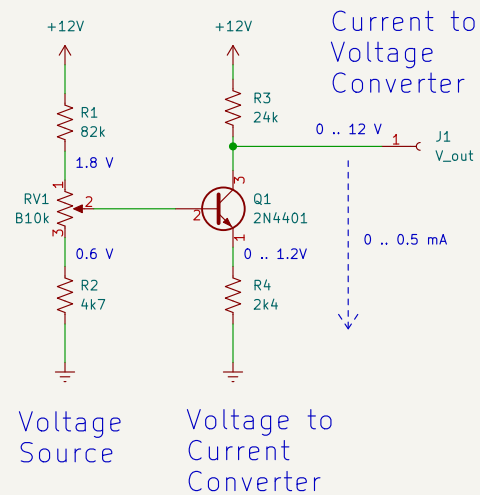 Current to
Voltage
Converter
+12V
+12V
R1
82k
R3
24k
0 .. 12 V
1
J1
V_out
1.8 V
1
RV1
B10k
2
3
2
3
Q1
2N4401
1
0.6 V
0 .. 1.2V
0 .. 0.5 mA
R2
4k7
R4
2k4
Voltage
Source
Voltage to
Current
Converter